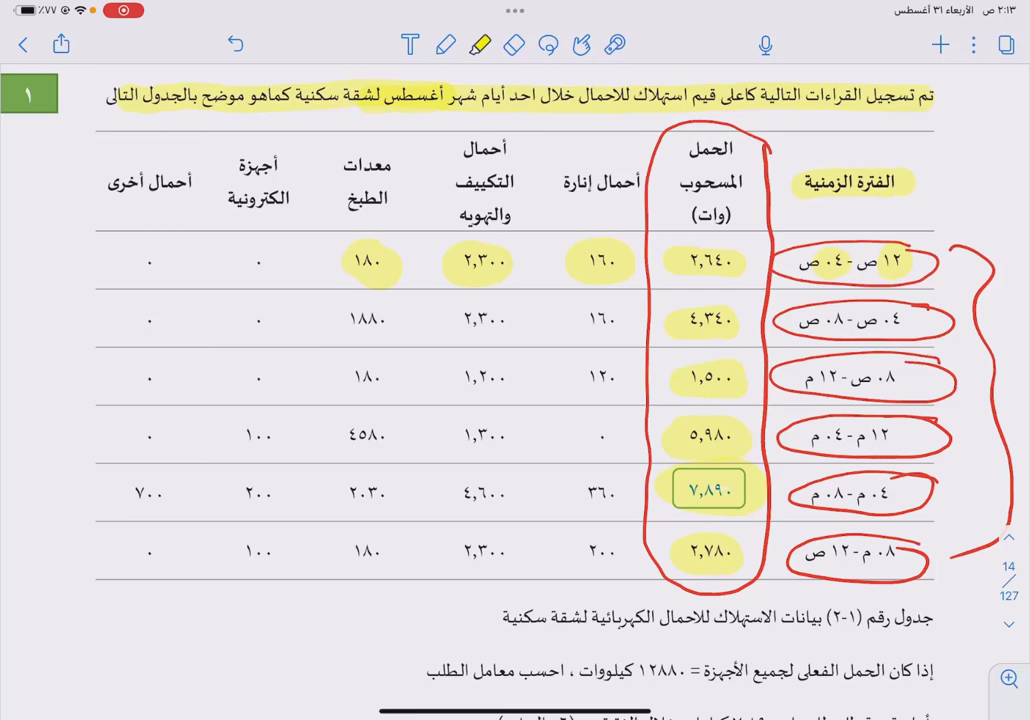 ٢:١٣ ص الأربعاء ٣١ أغسطس
٪٧٧
١
تم تسجيل القراءات التالية كاعلى قيم استهلاك للاحمال خلال احد أيام شهر أغسطس لشقة سكنية كماهو موضح بالجدول التالى
الفترة الزمنية الحمل المسحوب (وات) أحمال إنارة أحمال التكييف والتهويه معدات الطبخ أجهزة الكترونية أحمال أخرى
١٢ ص - ٠٤ ص ٢,٦٤٠ ١٦٠ ٢,٣٠٠ ١٨٠ ٠ ٠
٠٤ ص - ٠٨ ص ٤,٣٤٠ ١٦٠ ٢,٣٠٠ ١٨٨٠ ٠ ٠
٠٨ ص - ١٢ م ١,٥٠٠ ١٢٠ ١,٢٠٠ ١٨٠ ٠ ٠
١٢ م - ٠٤ م ٥,٩٨٠ ٠ ١,٣٠٠ ٤٥٨٠ ١٠٠ ٠
٠٤ م - ٠٨ م ٧,٨٩٠ ٣٦٠ ٤,٦٠٠ ٢٠٣٠ ٢٠٠ ٧٠٠
٠٨ م - ١٢ ص ٢,٧٨٠ ٢٠٠ ٢,٣٠٠ ١٨٠ ١٠٠ ٠
جدول رقم (١-٢) بيانات الاستهلاك للاحمال الكهربائية لشقة سكنية
إذا كان الحمل الفعلى لجميع الأجهزة = ١٢٨٨٠ كيلووات ، احسب معامل الطلب
14
127